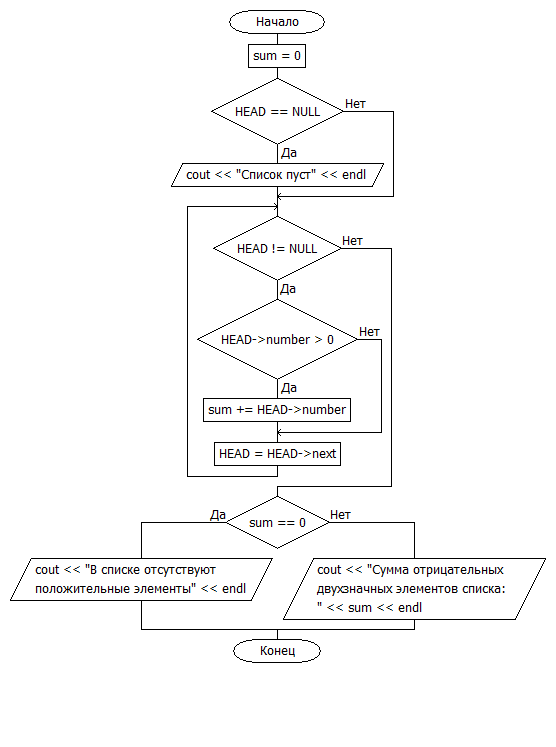 Начало
sum = 0
HEAD == NULL
Нет
Да
cout << "Список пуст" << endl
HEAD != NULL
Нет
Да
HEAD->number > 0
Нет
Да
sum += HEAD->number
HEAD = HEAD->next
Да
sum == 0
Нет
cout << "В списке отсутствуют
положительные элементы" << endl
cout << "Сумма отрицательных
двухзначных элементов списка:
" << sum << endl
Конец